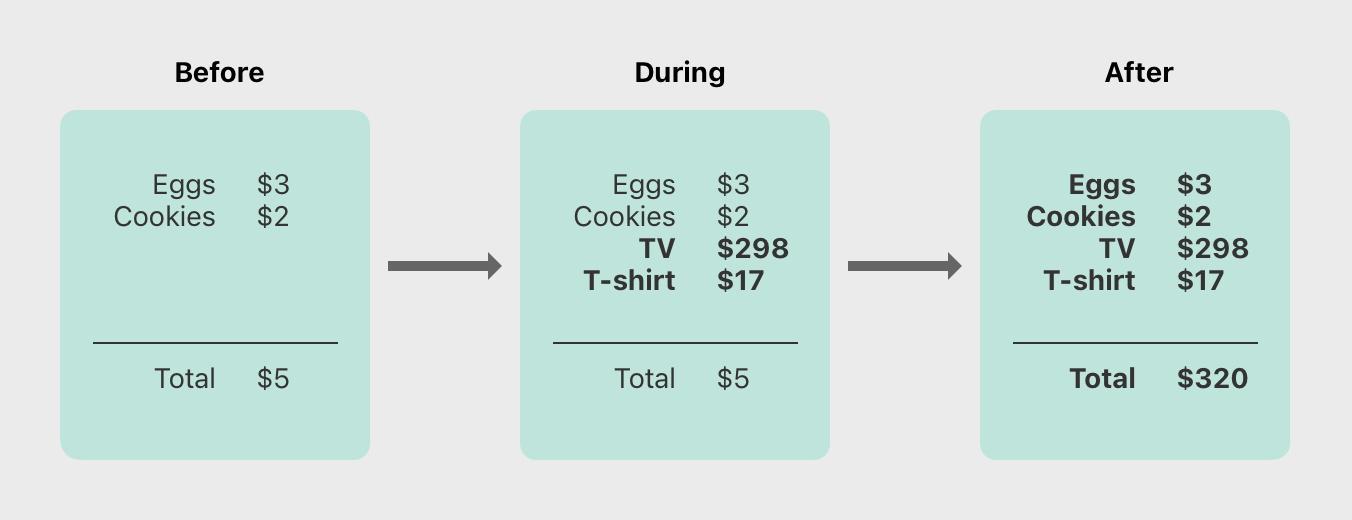 Before
Eggs $3
Cookies $2
Total $5
During
Eggs $3
Cookies $2
TV $298
T-shirt $17
Total $5
After
Eggs $3
Cookies $2
TV $298
T-shirt $17
Total $320